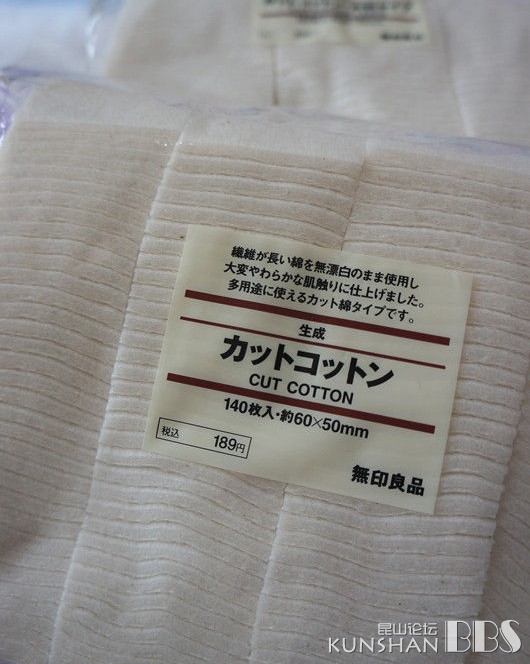 繊維が長い綿を無漂白のまま使用し
大変やわらかな肌触りに仕上げました。
多用途に使えるカット綿タイプです。
生成
カットコットン
CUT COTTON
140枚入・約60×50mm
税込 189円
無印良品
昆山论坛
KUNSHAN BBS